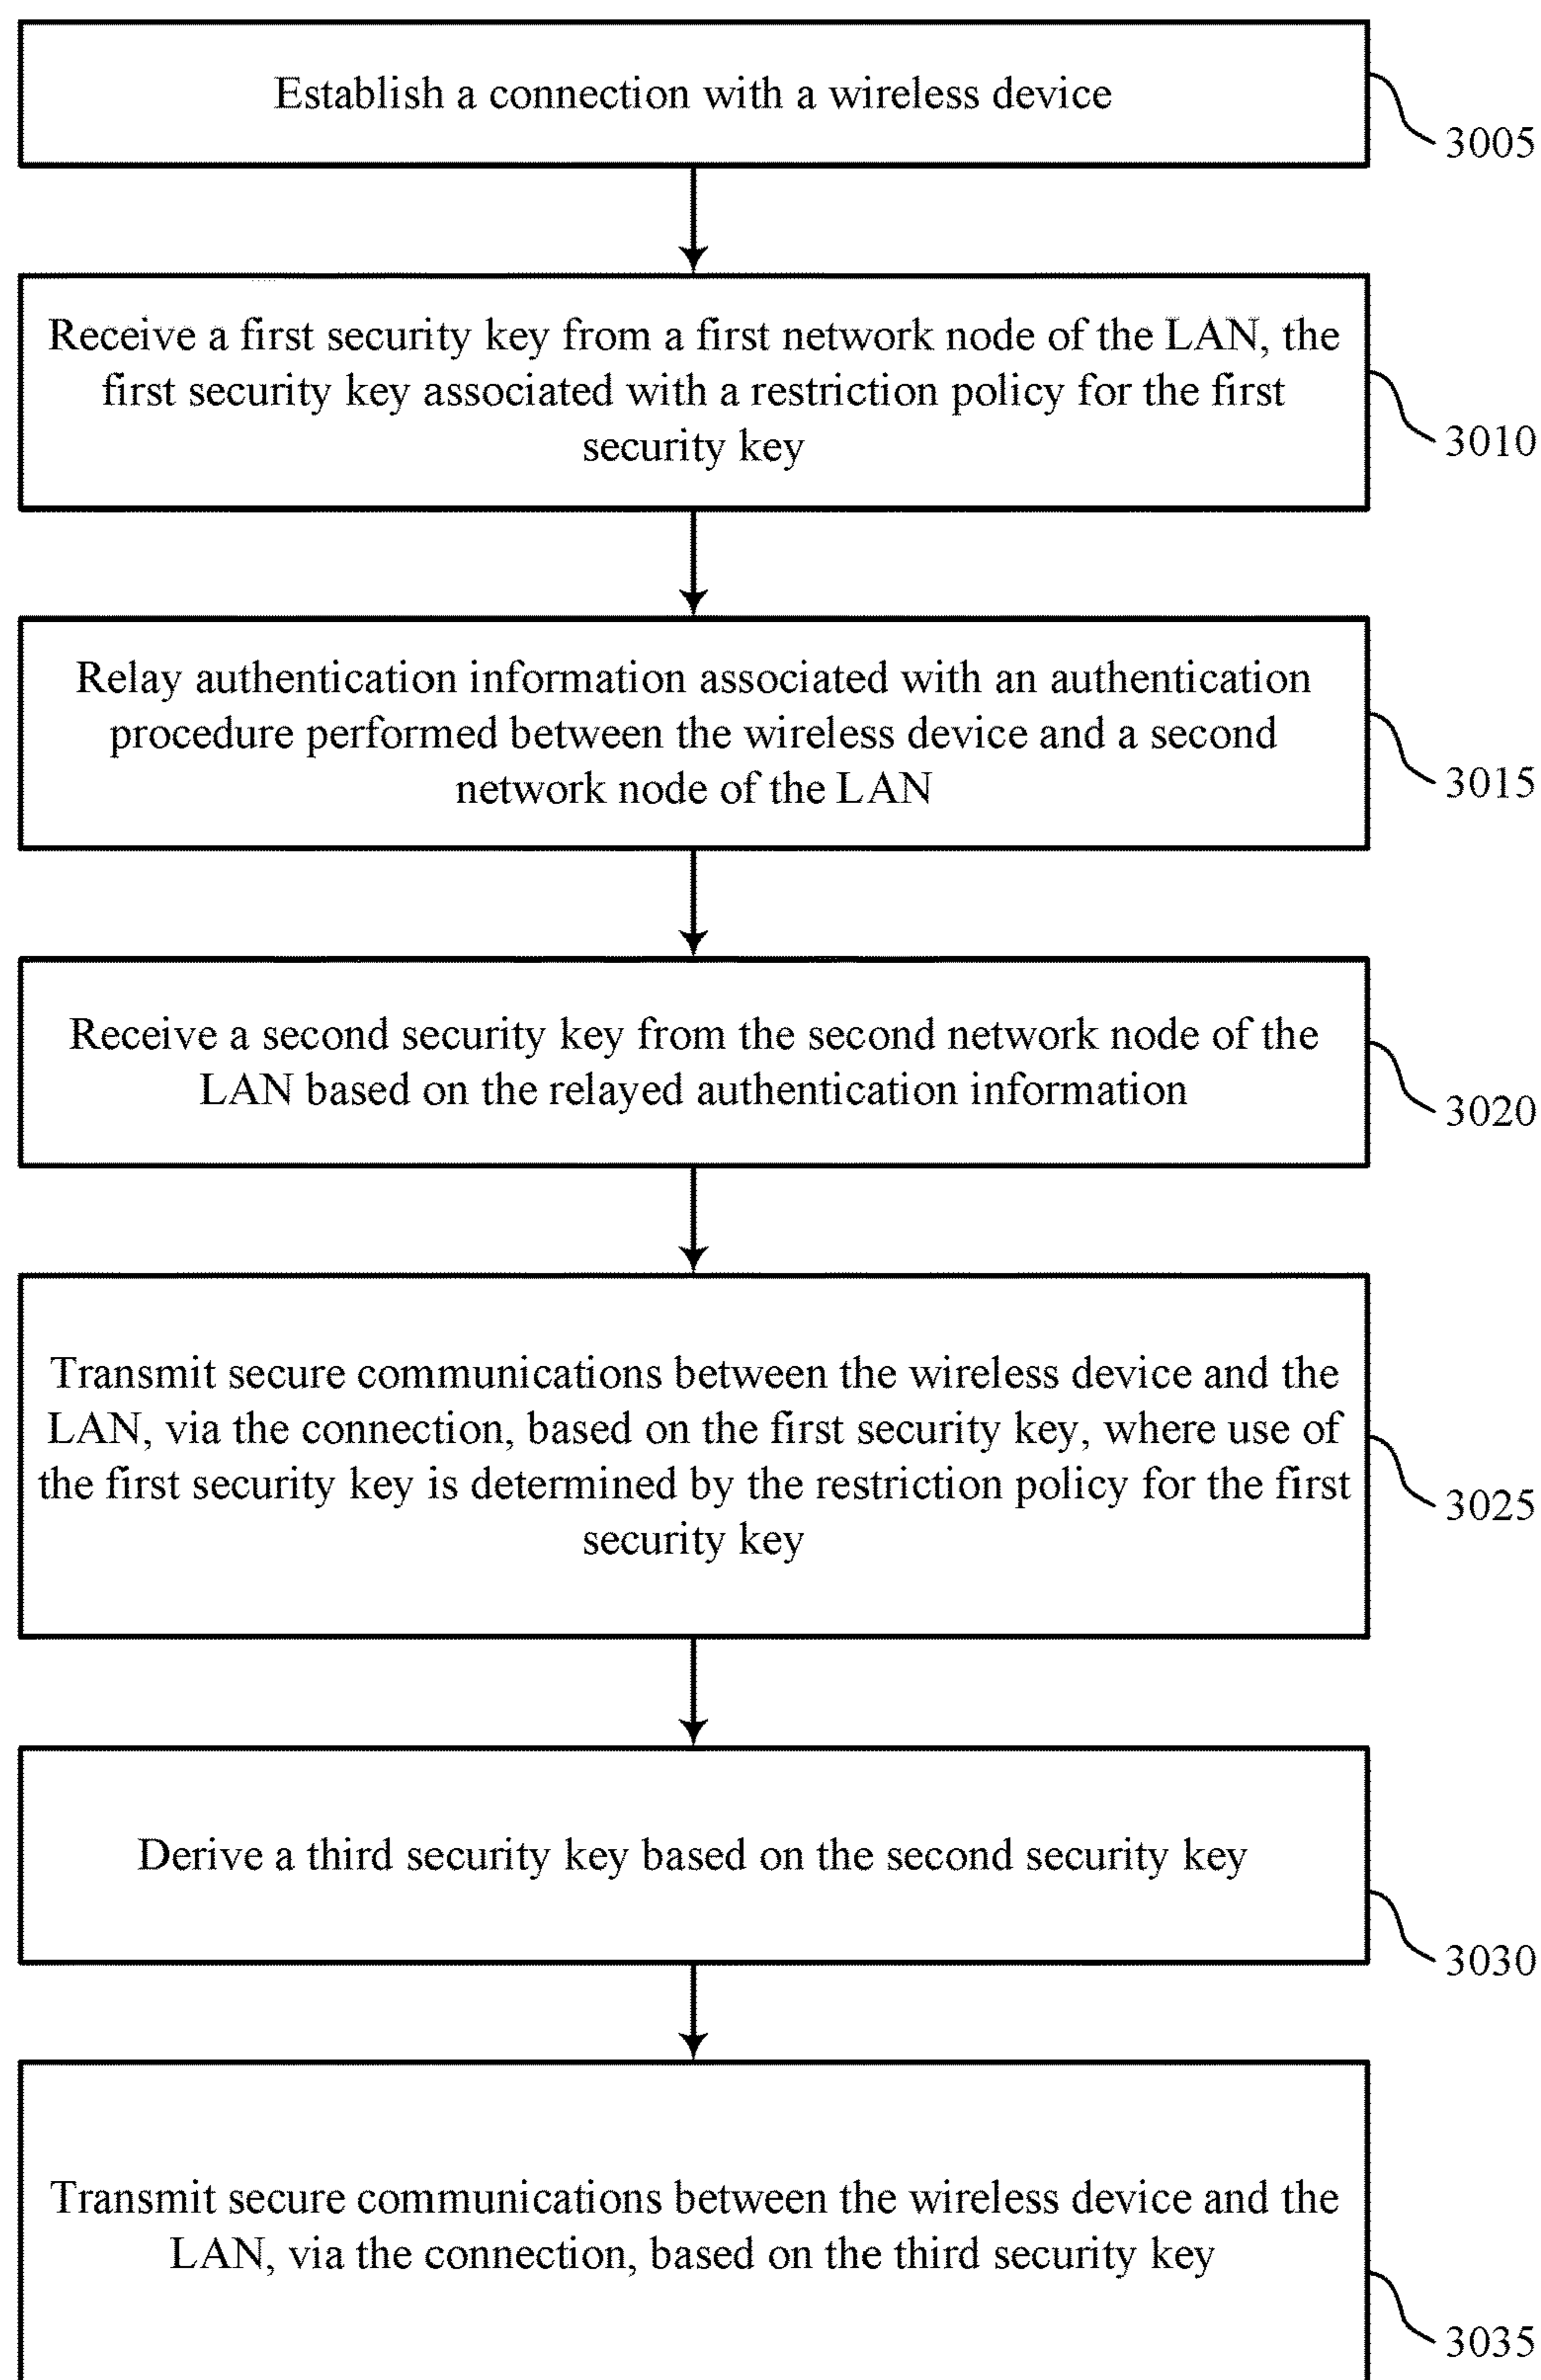 Establish a connection with a wireless device
3005
Receive a first security key from a first network node of the LAN, the
first security key associated with a restriction policy for the first
security key
3010
Relay authentication information associated with an authentication
procedure performed between the wireless device and a second
network node of the LAN
3015
Receive a second security key from the second network node of the
LAN based on the relayed authentication information
3020
Transmit secure communications between the wireless device and the
LAN, via the connection, based on the first security key, where use of
the first security key is determined by the restriction policy for the first
security key
3025
Derive a third security key based on the second security key
3030
Transmit secure communications between the wireless device and the
LAN, via the connection, based on the third security key
3035